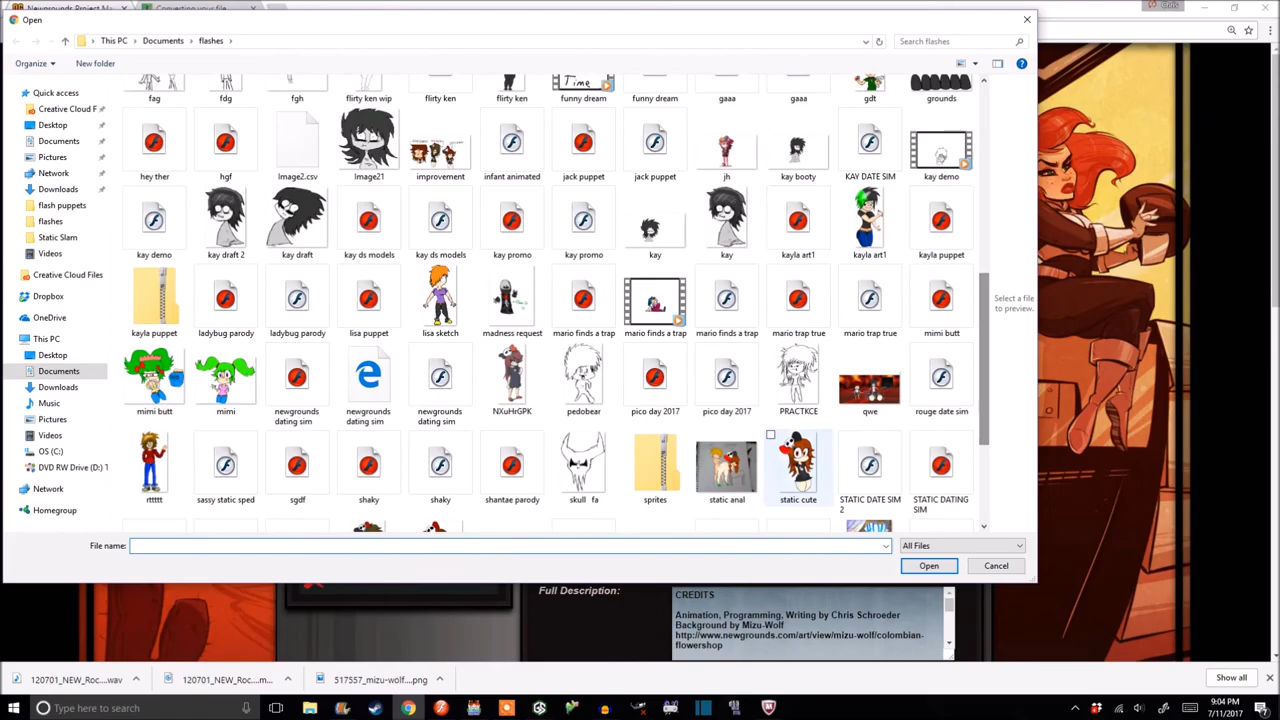 Newgrounds Project Ma...
Converting your file
Chris
Open
This PC > Documents > flashes >
Search flashes
Organize
New folder
Quick access
Creative Cloud F
Desktop
Documents
Pictures
Network
Downloads
flash puppets
flashes
Static Slam
Videos
Creative Cloud Files
Dropbox
OneDrive
This PC
Desktop
Documents
Downloads
Music
Pictures
Videos
OS (C:)
DVD RW Drive (D:) T
Network
Homegroup
Time
fag fdg fgh flirty ken wip flirty ken funny dream funny dream gaaa gaaa gdt grounds
hey ther hgf Image2.csv Image21 improvement infant animated jack puppet jack puppet jh kay booty KAY DATE SIM kay demo
kay demo kay draft 2 kay draft kay ds models kay ds models kay promo kay promo kay kay kayla art1 kayla art1 kayla puppet
kayla puppet ladybug parody ladybug parody lisa puppet lisa sketch madness request mario finds a trap mario finds a trap mario finds a trap mario trap true mario trap true mimi butt
mimi butt mimi newgrounds dating sim newgrounds dating sim newgrounds dating sim NXuHrGPK pedobear pico day 2017 pico day 2017 PRACTKCE qwe rouge date sim
rttttt sassy static sped sgdf shaky shaky shantae parody skull fa sprites static anal static cute STATIC DATE SIM 2 STATIC DATING SIM
Select a file to preview.
File name:
All Files
Open
Cancel
Full Description:
CREDITS
Animation, Programming, Writing by Chris Schroeder
Background by Mizu-Wolf
http://www.newgrounds.com/art/view/mizu-wolf/colombian-
flowershop
120701_NEW_Roc....wav
120701_NEW_Roc....m...
517557_mizu-wolf....png
Show all
Type here to search
9:04 PM
7/11/2017